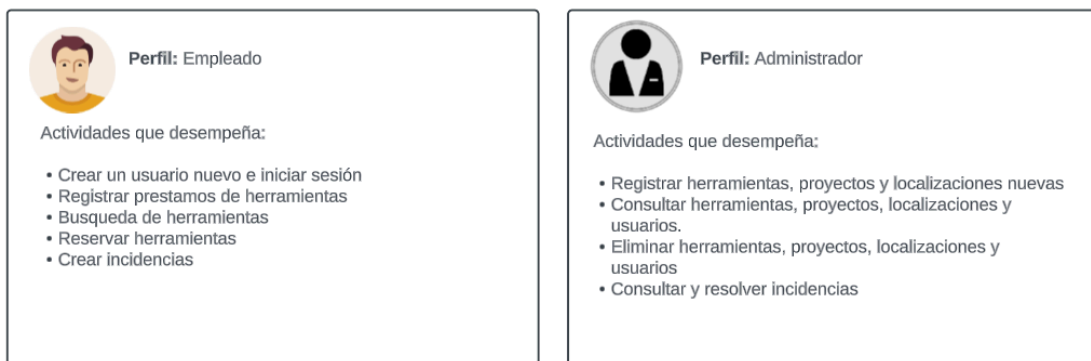 Perfil: Empleado
Actividades que desempeña:
• Crear un usuario nuevo e iniciar sesión
• Registrar prestamos de herramientas
• Busqueda de herramientas
• Reservar herramientas
• Crear incidencias
Perfil: Administrador
Actividades que desempeña:
• Registrar herramientas, proyectos y localizaciones nuevas
• Consultar herramientas, proyectos, localizaciones y
usuarios.
• Eliminar herramientas, proyectos, localizaciones y
usuarios
• Consultar y resolver incidencias